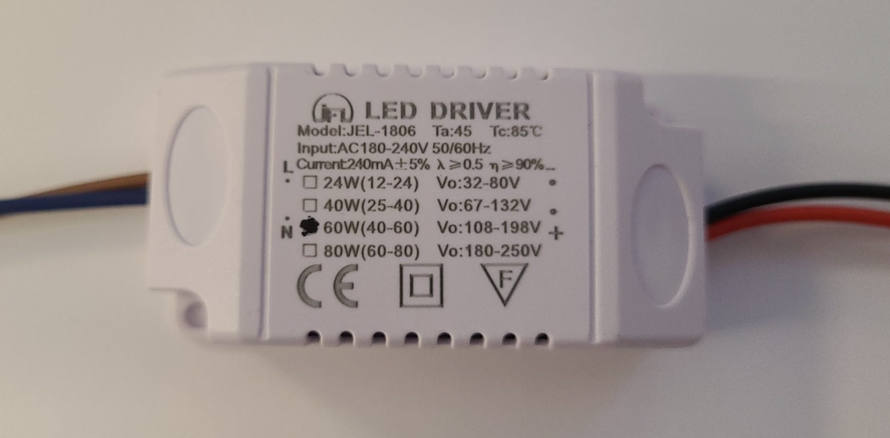 JEL LED DRIVER
Model:JEL-1806 Ta:45 Tc:85℃
Input:AC180-240V 50/60Hz
L Current:240mA±5% λ≥0.5 η≥90% –
24W(12-24) Vo:32-80V
40W(25-40) Vo:67-132V
N 60W(40-60) Vo:108-198V +
80W(60-80) Vo:180-250V
CE F